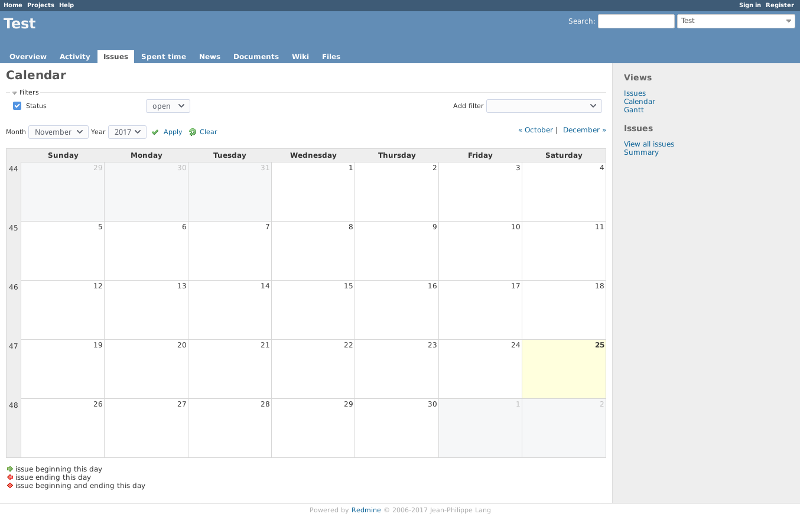 Home Projects Help Sign in Register
Test Search: Test
Overview Activity Issues Spent time News Documents Wiki Files
Calendar
Filters
Status open Add filter
Month November Year 2017 Apply Clear « October | December »
Sunday Monday Tuesday Wednesday Thursday Friday Saturday
44 29 30 31 1 2 3 4
45 5 6 7 8 9 10 11
46 12 13 14 15 16 17 18
47 19 20 21 22 23 24 25
48 26 27 28 29 30 1 2
issue beginning this day
issue ending this day
issue beginning and ending this day
Views
Issues
Calendar
Gantt
Issues
View all issues
Summary
Powered by Redmine © 2006-2017 Jean-Philippe Lang